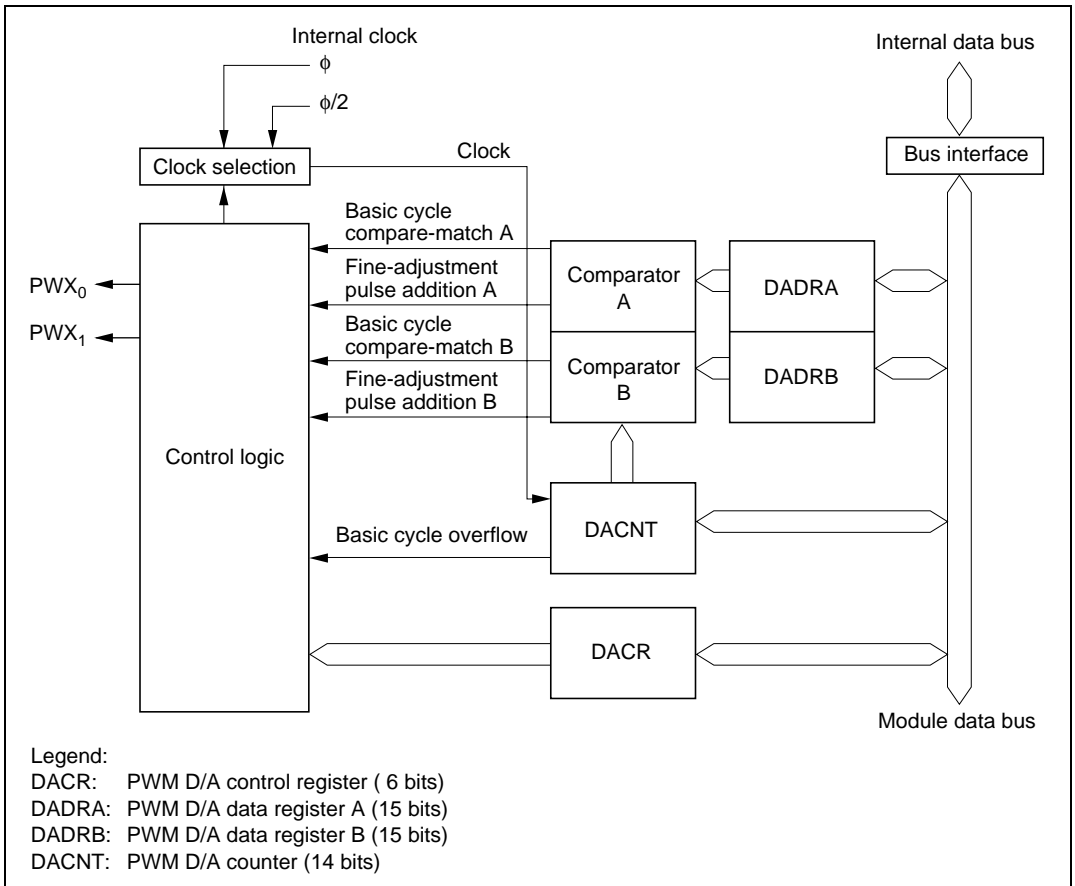 Internal clock
ϕ
ϕ/2
Internal data bus
Clock selection
Clock
Bus interface
Basic cycle
compare-match A
Fine-adjustment
pulse addition A
Basic cycle
compare-match B
Fine-adjustment
pulse addition B
PWX0
PWX1
Comparator
A
DADRA
Comparator
B
DADRB
Control logic
Basic cycle overflow
DACNT
DACR
Module data bus
Legend:
DACR: PWM D/A control register ( 6 bits)
DADRA: PWM D/A data register A (15 bits)
DADRB: PWM D/A data register B (15 bits)
DACNT: PWM D/A counter (14 bits)